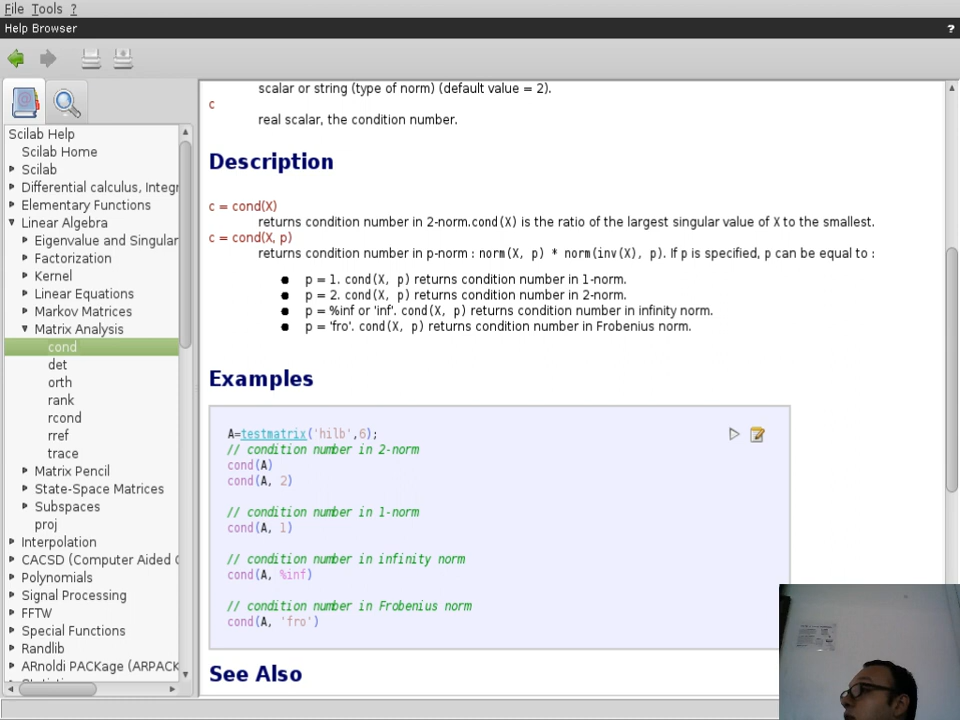 File Tools ?
Help Browser ?
Scilab Help
Scilab Home
Scilab
Differential calculus, Integr
Elementary Functions
Linear Algebra
Eigenvalue and Singular
Factorization
Kernel
Linear Equations
Markov Matrices
Matrix Analysis
cond
det
orth
rank
rcond
rref
trace
Matrix Pencil
State-Space Matrices
Subspaces
proj
Interpolation
CACSD (Computer Aided
Polynomials
Signal Processing
FFTW
Special Functions
Randlib
ARnoldi PACKage (ARPACK
scalar or string (type of norm) (default value = 2).
c
real scalar, the condition number.
Description
c = cond(X)
returns condition number in 2-norm.cond(X) is the ratio of the largest singular value of X to the smallest.
c = cond(X, p)
returns condition number in p-norm : norm(X, p) * norm(inv(X), p). If p is specified, p can be equal to :
p = 1. cond(X, p) returns condition number in 1-norm.
p = 2. cond(X, p) returns condition number in 2-norm.
p = %inf or 'inf'. cond(X, p) returns condition number in infinity norm.
p = 'fro'. cond(X, p) returns condition number in Frobenius norm.
Examples
A=testmatrix('hilb',6);
// condition number in 2-norm
cond(A)
cond(A, 2)
// condition number in 1-norm
cond(A, 1)
// condition number in infinity norm
cond(A, %inf)
// condition number in Frobenius norm
cond(A, 'fro')
See Also